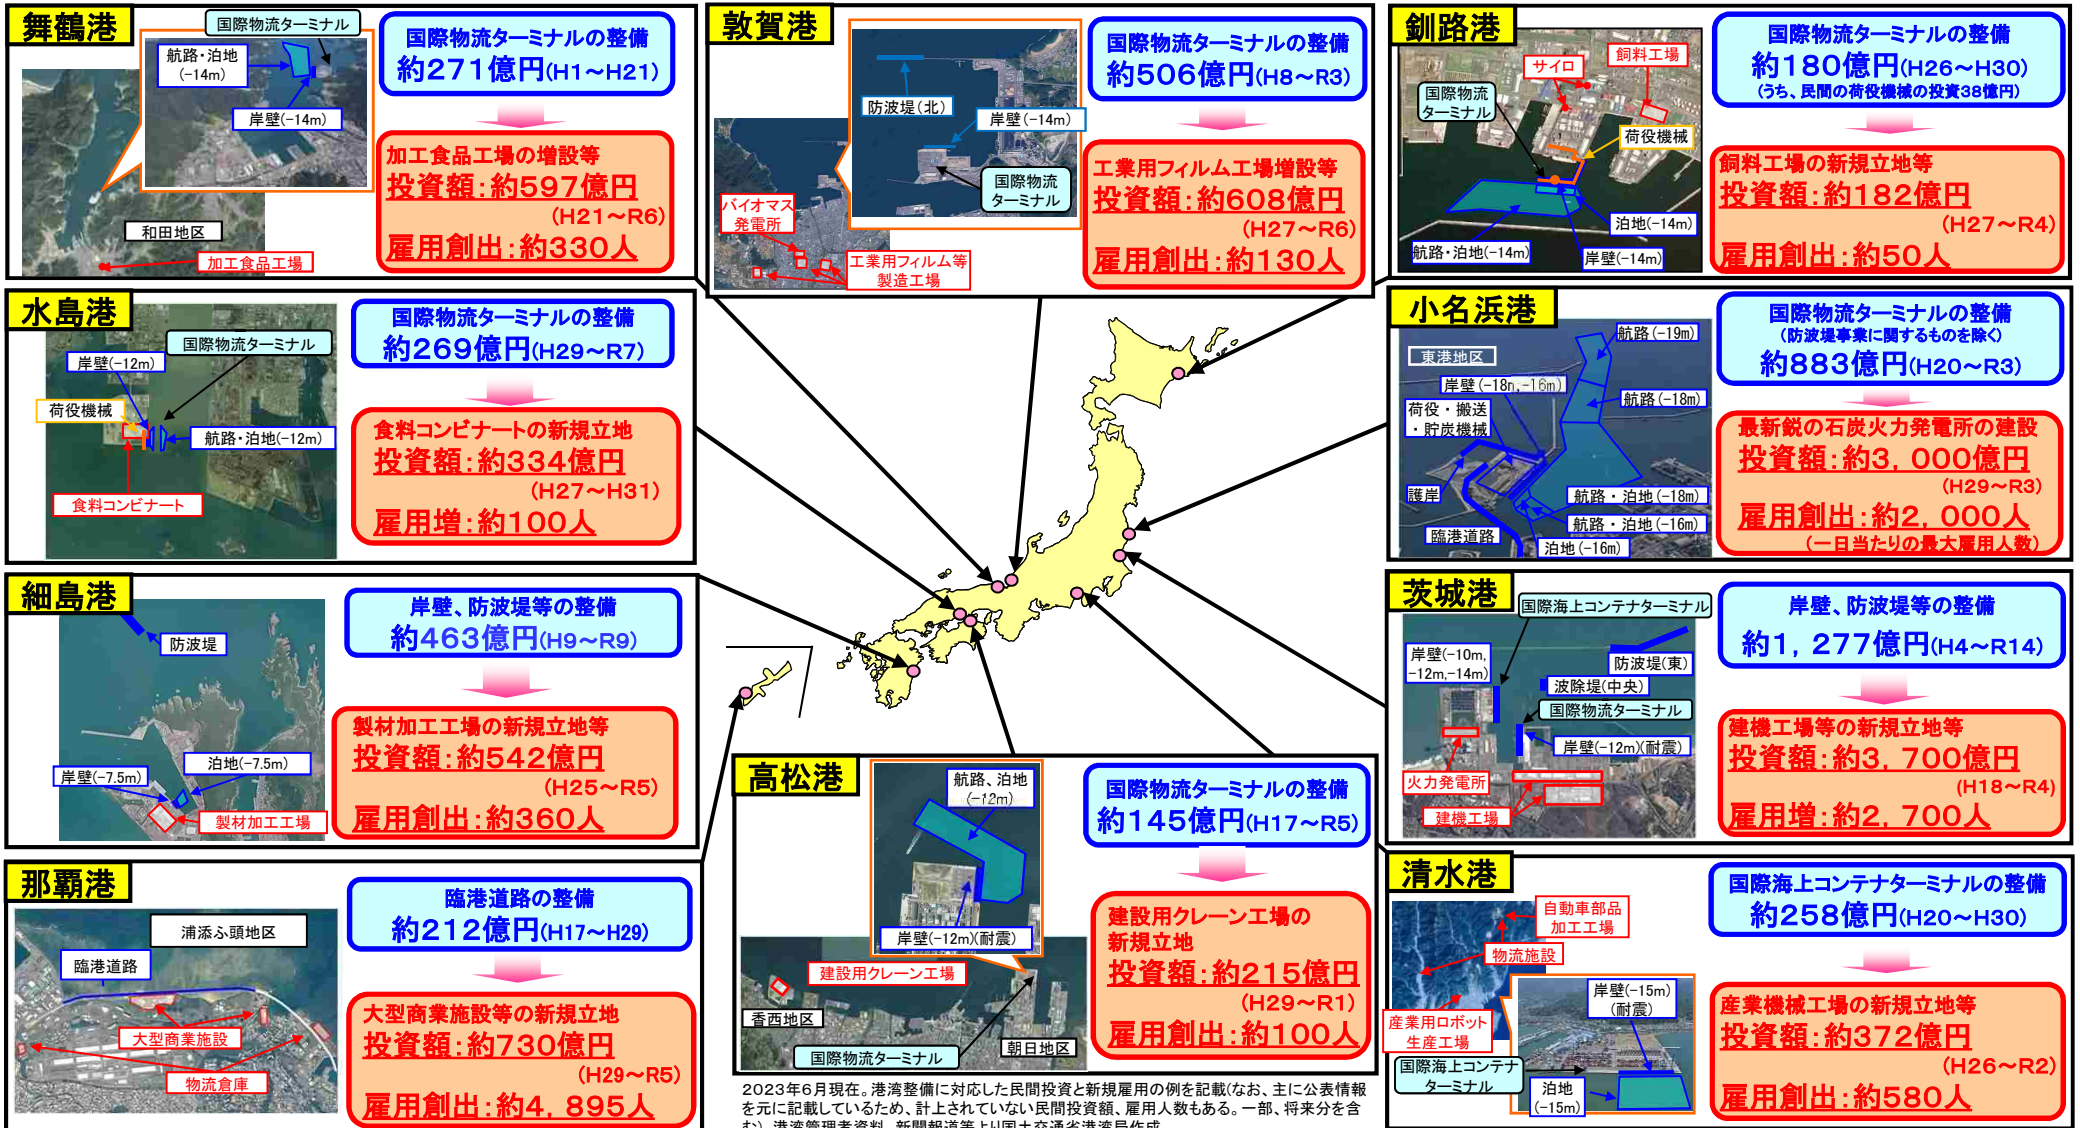 舞鶴港
国際物流ターミナル
航路・泊地
(-14m)
岸壁(-14m)
和田地区
加工食品工場
国際物流ターミナルの整備
約271億円(H1～H21)
加工食品工場の増設等
投資額:約597億円
(H21～R6)
雇用創出:約330人
敦賀港
防波堤(北)
岸壁(-14m)
国際物流
ターミナル
バイオマス
発電所
工業用フィルム等
製造工場
国際物流ターミナルの整備
約506億円(H8～R3)
工業用フィルム工場増設等
投資額:約608億円
(H27～R6)
雇用創出:約130人
釧路港
サイロ
飼料工場
国際物流
ターミナル
荷役機械
泊地(-14m)
航路・泊地(-14m)
岸壁(-14m)
国際物流ターミナルの整備
約180億円(H26～H30)
(うち、民間の荷役機械の投資38億円)
飼料工場の新規立地等
投資額:約182億円
(H27～R4)
雇用創出:約50人
水島港
国際物流ターミナル
岸壁(-12m)
荷役機械
航路・泊地(-12m)
食料コンビナート
国際物流ターミナルの整備
約269億円(H29～R7)
食料コンビナートの新規立地
投資額:約334億円
(H27～H31)
雇用増:約100人
小名浜港
東港地区
航路(-19m)
岸壁(-18m,-16m)
航路(-18m)
荷役・搬送
・貯炭機械
護岸
航路・泊地(-18m)
航路・泊地(-16m)
臨港道路
泊地(-16m)
国際物流ターミナルの整備
(防波堤事業に関するものを除く)
約883億円(H20～R3)
最新鋭の石炭火力発電所の建設
投資額:約3,000億円
(H29～R3)
雇用創出:約2,000人
(一日当たりの最大雇用人数)
細島港
防波堤
岸壁(-7.5m)
泊地(-7.5m)
製材加工工場
岸壁、防波堤等の整備
約463億円(H9～R9)
製材加工工場の新規立地等
投資額:約542億円
(H25～R5)
雇用創出:約360人
茨城港
国際海上コンテナターミナル
岸壁(-10m,
-12m,-14m)
防波堤(東)
波除堤(中央)
国際物流ターミナル
岸壁(-12m)(耐震)
火力発電所
建機工場
岸壁、防波堤等の整備
約1,277億円(H4～R14)
建機工場等の新規立地等
投資額:約3,700億円
(H18～R4)
雇用増:約2,700人
那覇港
浦添ふ頭地区
臨港道路
大型商業施設
物流倉庫
臨港道路の整備
約212億円(H17～H29)
大型商業施設等の新規立地
投資額:約730億円
(H29～R5)
雇用創出:約4,895人
高松港
航路、泊地
(-12m)
岸壁(-12m)(耐震)
建設用クレーン工場
香西地区
国際物流ターミナル
朝日地区
国際物流ターミナルの整備
約145億円(H17～R5)
建設用クレーン工場の
新規立地
投資額:約215億円
(H29～R1)
雇用創出:約100人
清水港
自動車部品
加工工場
物流施設
産業用ロボット
生産工場
岸壁(-15m)
(耐震)
国際海上コンテナ
ターミナル
泊地
(-15m)
国際海上コンテナターミナルの整備
約258億円(H20～H30)
産業機械工場の新規立地等
投資額:約372億円
(H26～R2)
雇用創出:約580人
2023年6月現在。港湾整備に対応した民間投資と新規雇用の例を記載(なお、主に公表情報
を元に記載しているため、計上されていない民間投資額、雇用人数もある。一部、将来分を含
む)。港湾管理者資料、新聞報道等より国土交通省港湾局作成